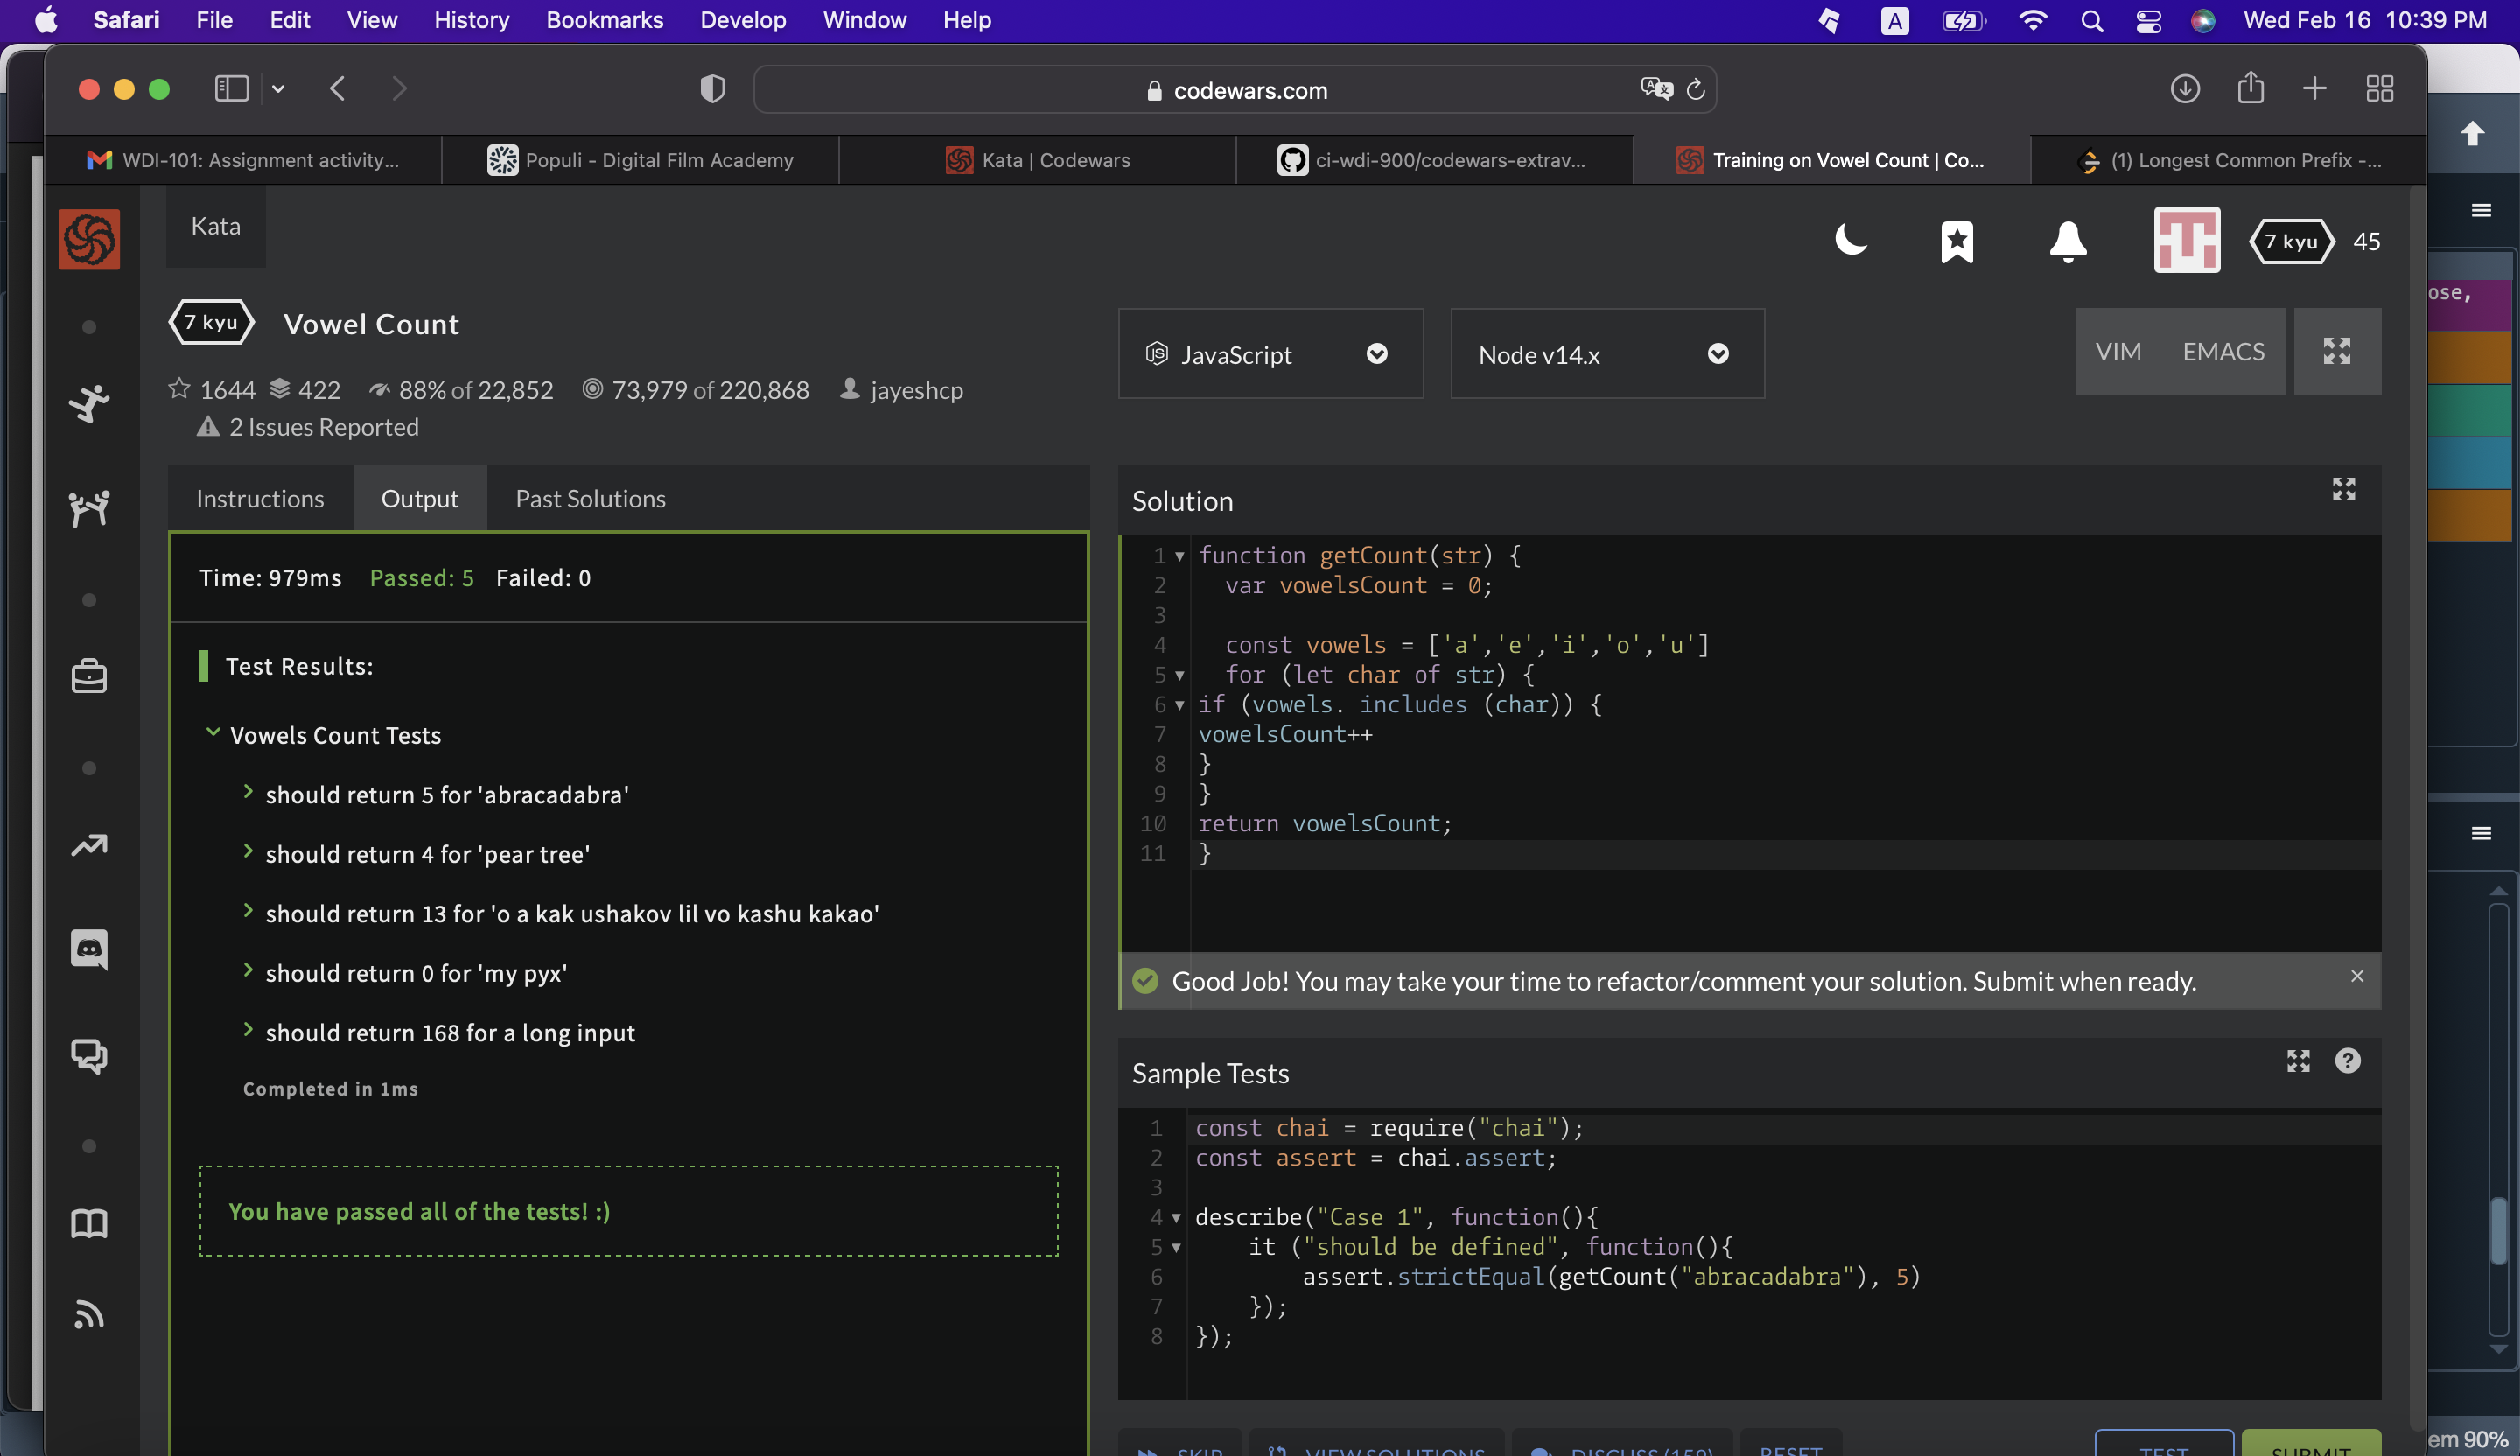 Safari File Edit View History Bookmarks Develop Window Help A Wed Feb 16 10:39 PM
codewars.com
WDI-101: Assignment activity... Populi - Digital Film Academy Kata | Codewars ci-wdi-900/codewars-extrav... Training on Vowel Count | Co... (1) Longest Common Prefix -...
Kata
7 kyu 45
ose,
7 kyu Vowel Count
JavaScript Node v14.x VIM EMACS
1644 422 88% of 22,852 73,979 of 220,868 jayeshcp
2 Issues Reported
Instructions Output Past Solutions
Time: 979ms Passed: 5 Failed: 0
Test Results:
Vowels Count Tests
should return 5 for 'abracadabra'
should return 4 for 'pear tree'
should return 13 for 'o a kak ushakov lil vo kashu kakao'
should return 0 for 'my pyx'
should return 168 for a long input
Completed in 1ms
You have passed all of the tests! :)
Solution
1 function getCount(str) {
2 var vowelsCount = 0;
3
4 const vowels = ['a','e','i','o','u']
5 for (let char of str) {
6 if (vowels. includes (char)) {
7 vowelsCount++
8 }
9 }
10 return vowelsCount;
11 }
Good Job! You may take your time to refactor/comment your solution. Submit when ready.
Sample Tests
1 const chai = require("chai");
2 const assert = chai.assert;
3
4 describe("Case 1", function(){
5 it ("should be defined", function(){
6 assert.strictEqual(getCount("abracadabra"), 5)
7 });
8 });
SKIP VIEW SOLUTIONS DISCUSS (159) RESET TEST SUBMIT
em 90%